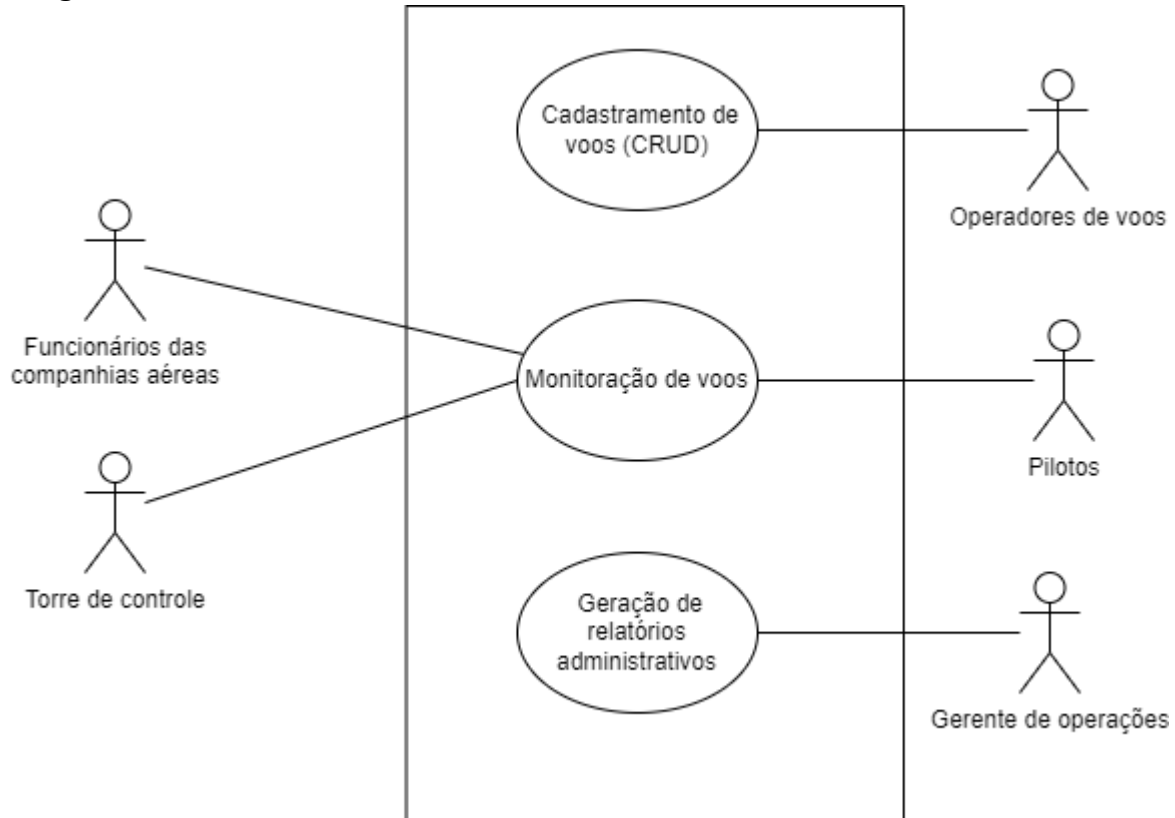 Cadastramento de
voos (CRUD)
Operadores de voos
Funcionários das
companhias aéreas
Monitoração de voos
Pilotos
Torre de controle
Geração de
relatórios
administrativos
Gerente de operações